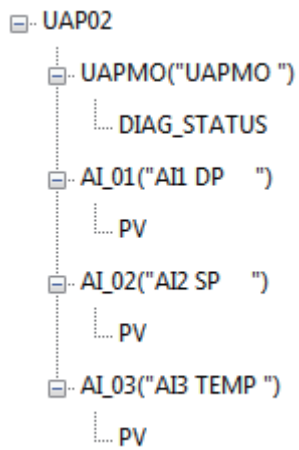 UAP02
UAPMO("UAPMO ")
DIAG_STATUS
AI_01("AI1 DP     ")
PV
AI_02("AI2 SP     ")
PV
AI_03("AI3 TEMP ")
PV